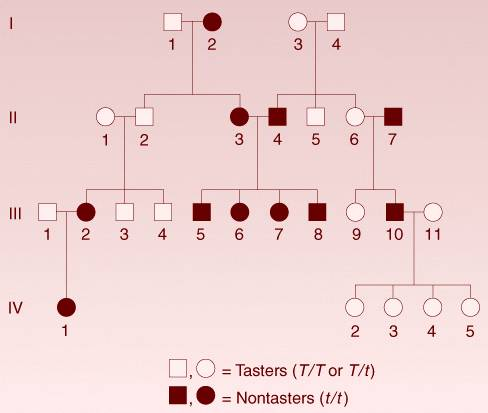 I
1 2 3 4
II
1 2 3 4 5 6 7
III
1 2 3 4 5 6 7 8 9 10 11
IV
1 2 3 4 5
, = Tasters (T/T or T/t)
, = Nontasters (t/t)